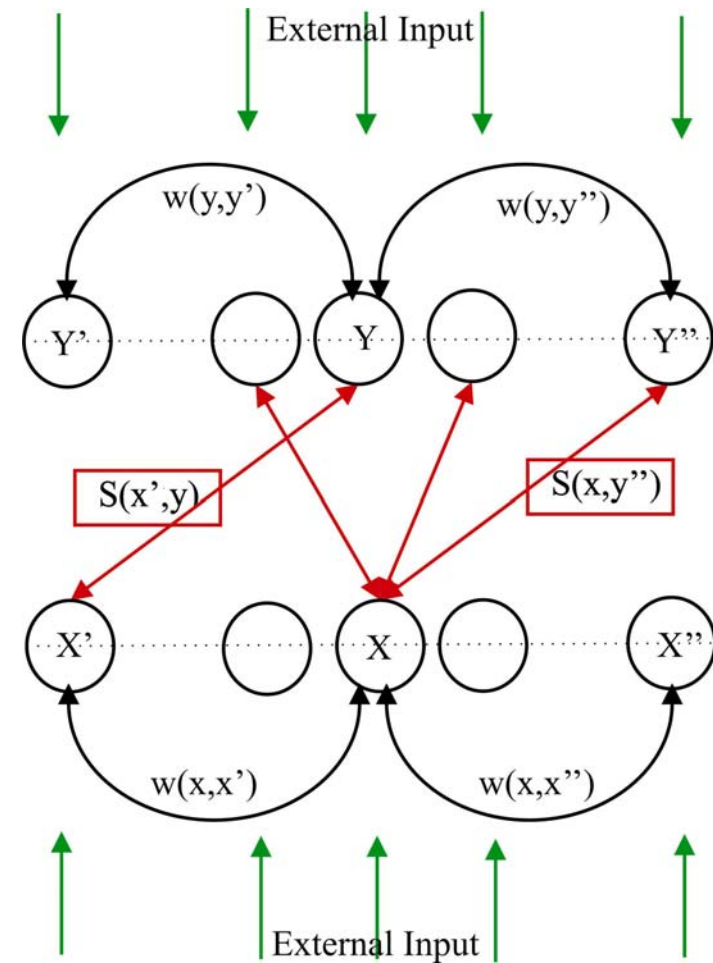 External Input
w(y,y’)
w(y,y”)
Y’
Y
Y”
S(x’,y)
S(x,y”)
X’
X
X”
w(x,x’)
w(x,x”)
External Input